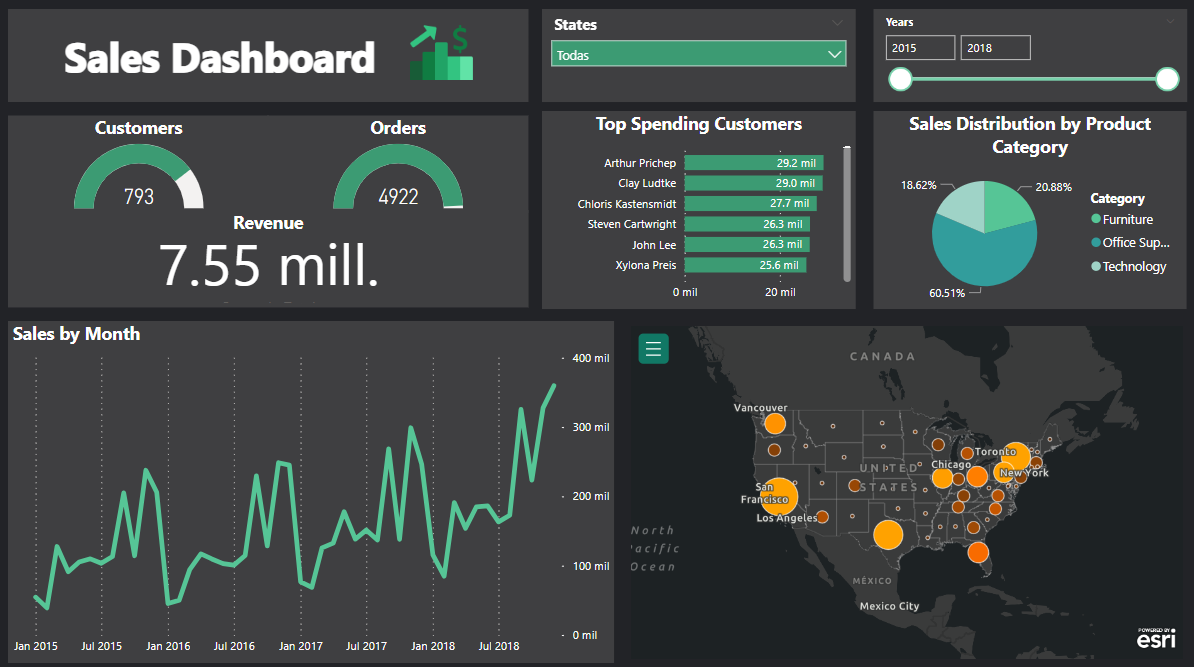 Sales Dashboard
States
Todas
Years
2015
2018
Customers
793
Orders
4922
Revenue
7.55 mill.
Top Spending Customers
Arthur Prichep
29.2 mil
Clay Ludtke
29.0 mil
Chloris Kastensmidt
27.7 mil
Steven Cartwright
26.3 mil
John Lee
26.3 mil
Xylona Preis
25.6 mil
0 mil
20 mil
Sales Distribution by Product
Category
18.62%
20.88%
60.51%
Category
Furniture
Office Sup...
Technology
Sales by Month
400 mil
300 mil
200 mil
100 mil
0 mil
Jan 2015
Jul 2015
Jan 2016
Jul 2016
Jan 2017
Jul 2017
Jan 2018
Jul 2018
CANADA
Vancouver
Toronto
UNITED
STATES
Chicago
New York
San
Francisco
Los Angeles
North
Pacific
Ocean
MÉXICO
Mexico City
POWERED BY
esri